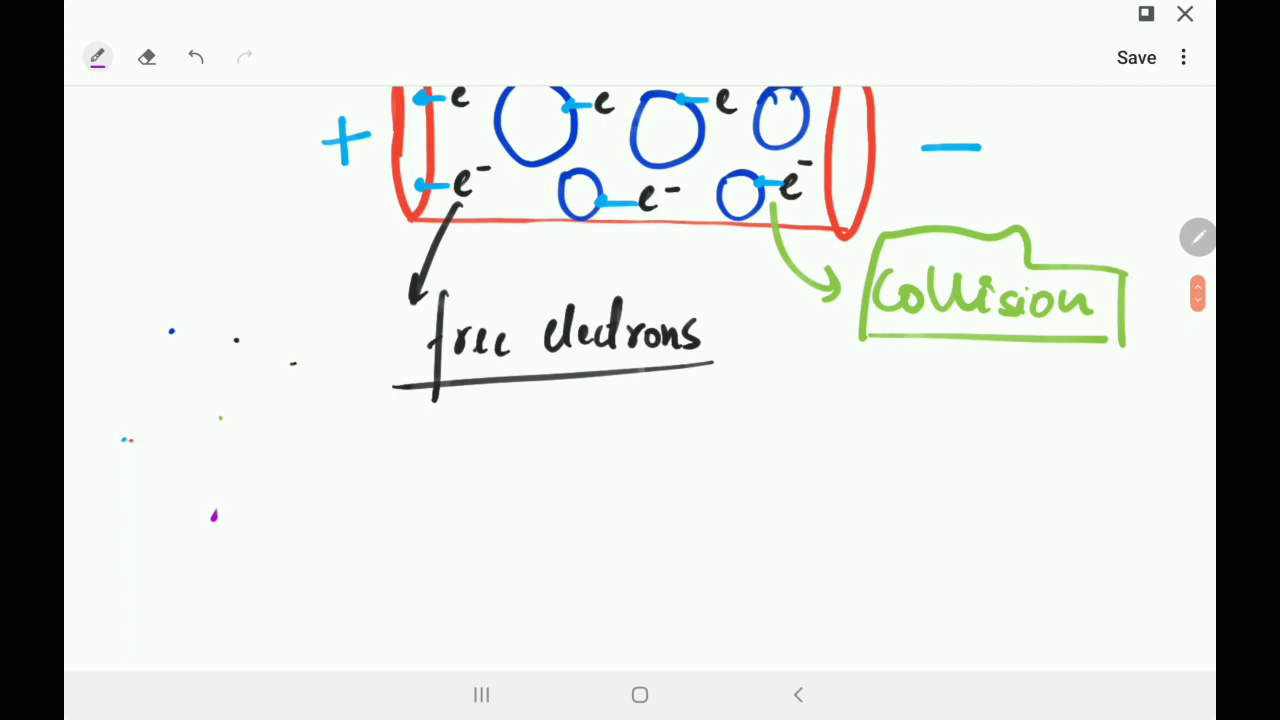 Save
e e e
+ −
e⁻ e⁻ e⁻
Collision
free electrons